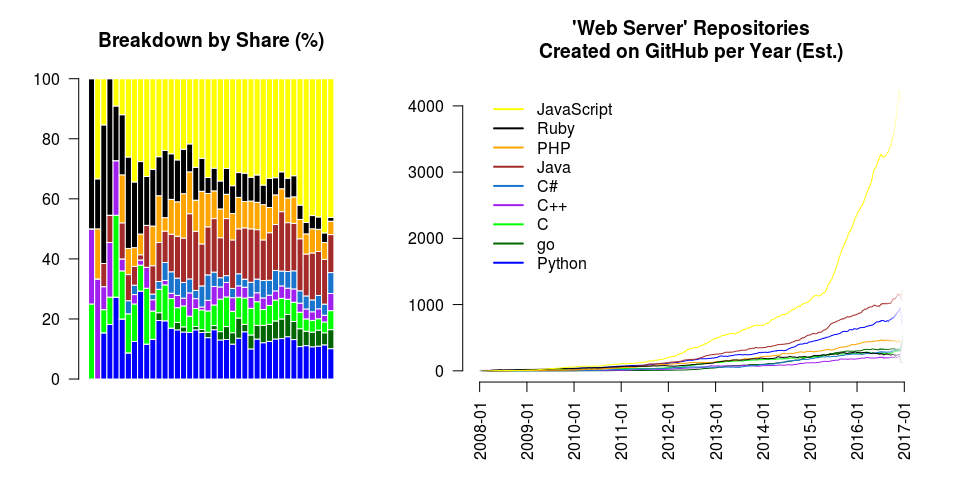 Breakdown by Share (%)
100
80
60
40
20
0
'Web Server' Repositories
Created on GitHub per Year (Est.)
4000
3000
2000
1000
0
JavaScript
Ruby
PHP
Java
C#
C++
C
go
Python
2008-01
2009-01
2010-01
2011-01
2012-01
2013-01
2014-01
2015-01
2016-01
2017-01